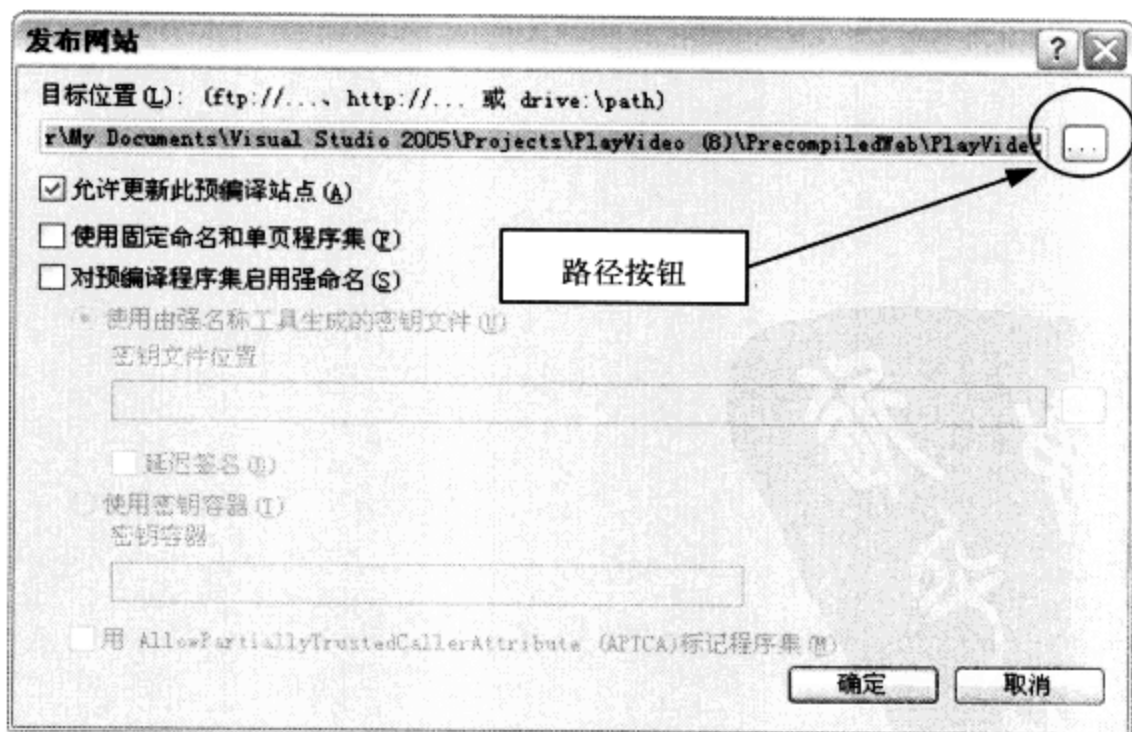 发布网站
目标位置(L): (ftp://...、http://... 或 drive:\path)
r\My Documents\Visual Studio 2005\Projects\PlayVideo (8)\PrecompiledWeb\PlayVide
...
允许更新此预编译站点(A)
使用固定命名和单页程序集(F)
对预编译程序集启用强命名(S)
路径按钮
使用由强名称工具生成的密钥文件(U)
密钥文件位置
延迟签名(D)
使用密钥容器(T)
密钥容器
用 AllowPartiallyTrustedCallerAttribute (APTCA)标记程序集(M)
确定
取消